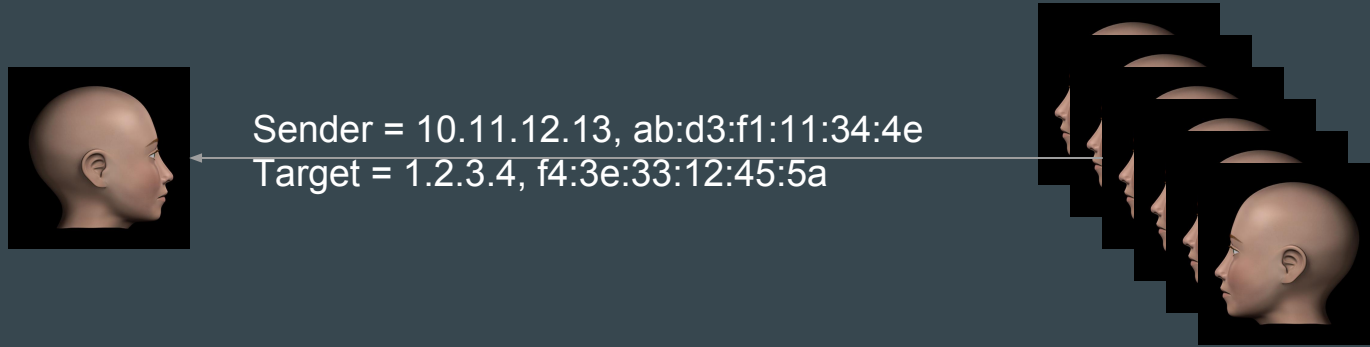 Sender = 10.11.12.13, ab:d3:f1:11:34:4e
Target = 1.2.3.4, f4:3e:33:12:45:5a